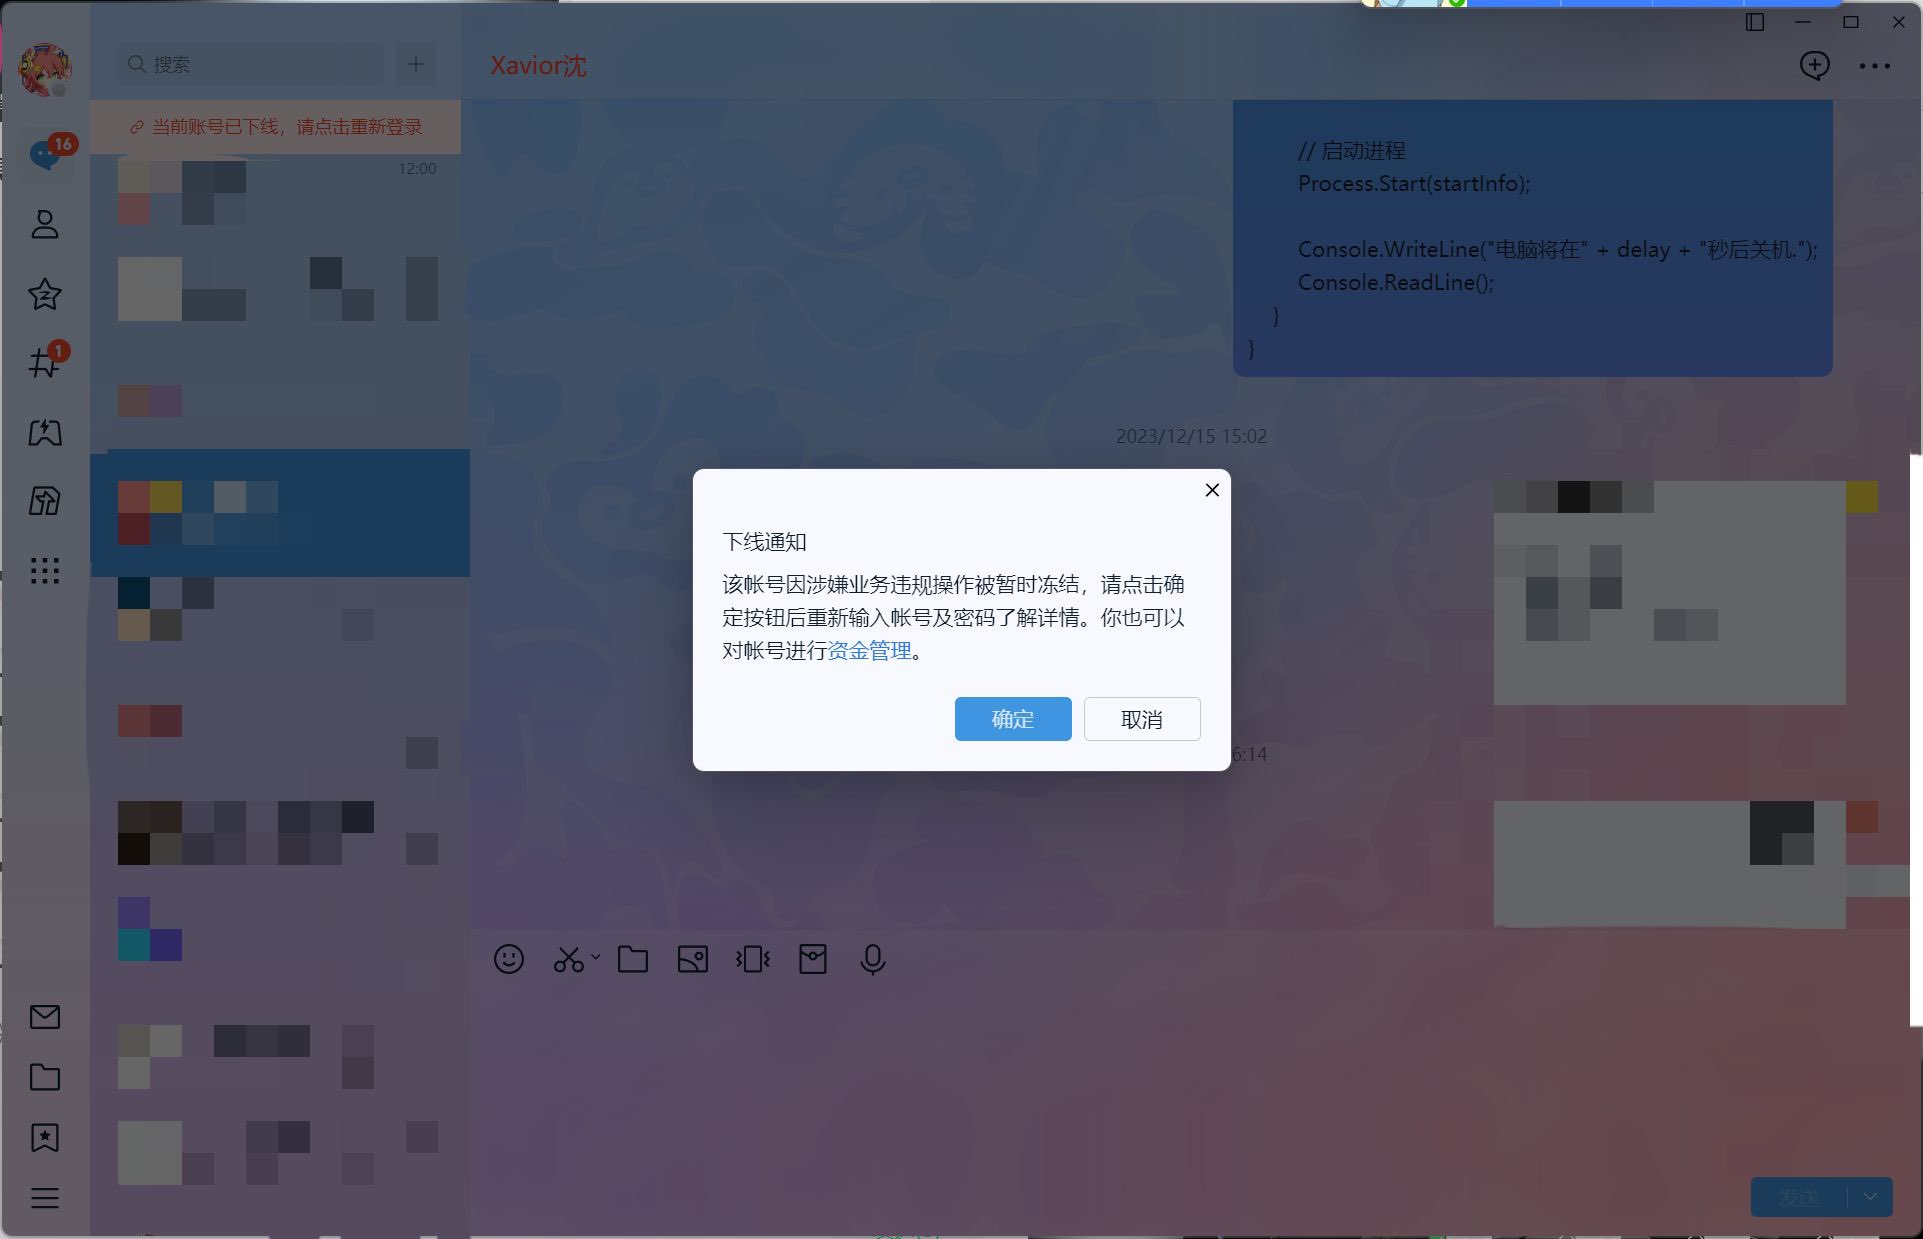 搜索
Xavior沈
当前账号已下线，请点击重新登录
16
12:00
1
// 启动进程
Process.Start(startInfo);
Console.WriteLine("电脑将在" + delay + "秒后关机.");
Console.ReadLine();
}
}
2023/12/15 15:02
下线通知
该帐号因涉嫌业务违规操作被暂时冻结，请点击确
定按钮后重新输入帐号及密码了解详情。你也可以
对帐号进行资金管理。
确定
取消
6:14
发送